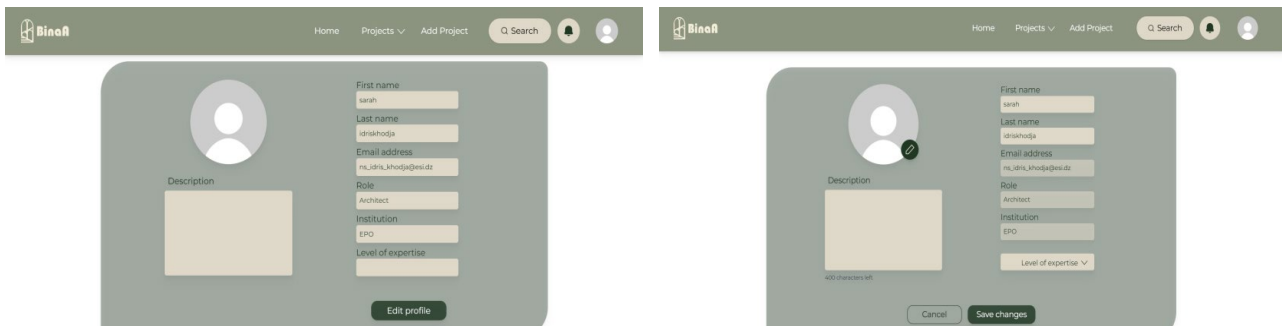 BinaA
Home Projects Add Project Search
First name
sarah
Last name
idriskhodja
Email address
ns_idris_khodja@esi.dz
Role
Architect
Institution
EPO
Level of expertise
Description
Edit profile
BinaA
Home Projects Add Project Search
First name
sarah
Last name
idriskhodja
Email address
ns_idris_khodja@esi.dz
Role
Architect
Institution
EPO
Level of expertise
Description
400 characters left
Cancel Save changes